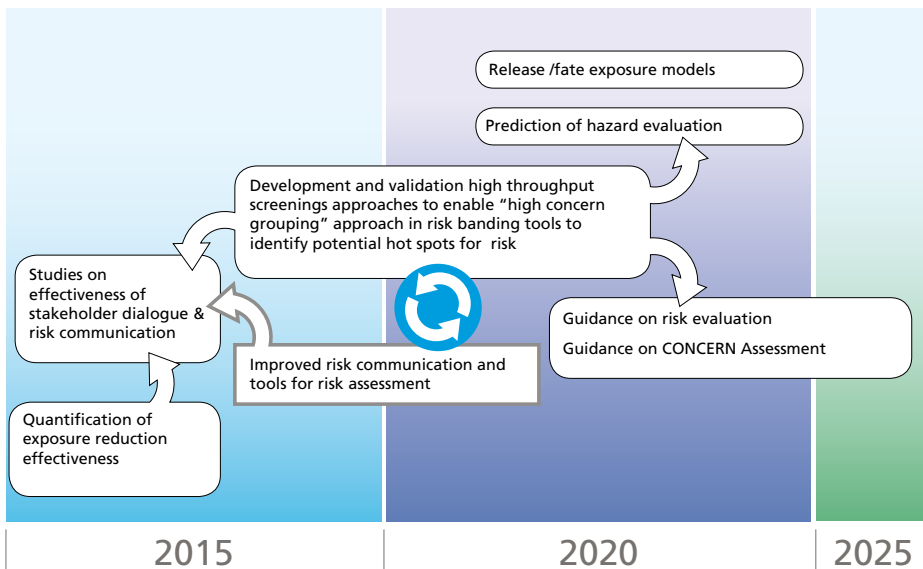 Release /fate exposure models
Prediction of hazard evaluation
Development and validation high throughput
screenings approaches to enable “high concern
grouping” approach in risk banding tools to
identify potential hot spots for risk
Studies on
effectiveness of
stakeholder dialogue &
risk communication
Guidance on risk evaluation
Guidance on CONCERN Assessment
Improved risk communication and
tools for risk assessment
Quantification of
exposure reduction
effectiveness
2015
2020
2025